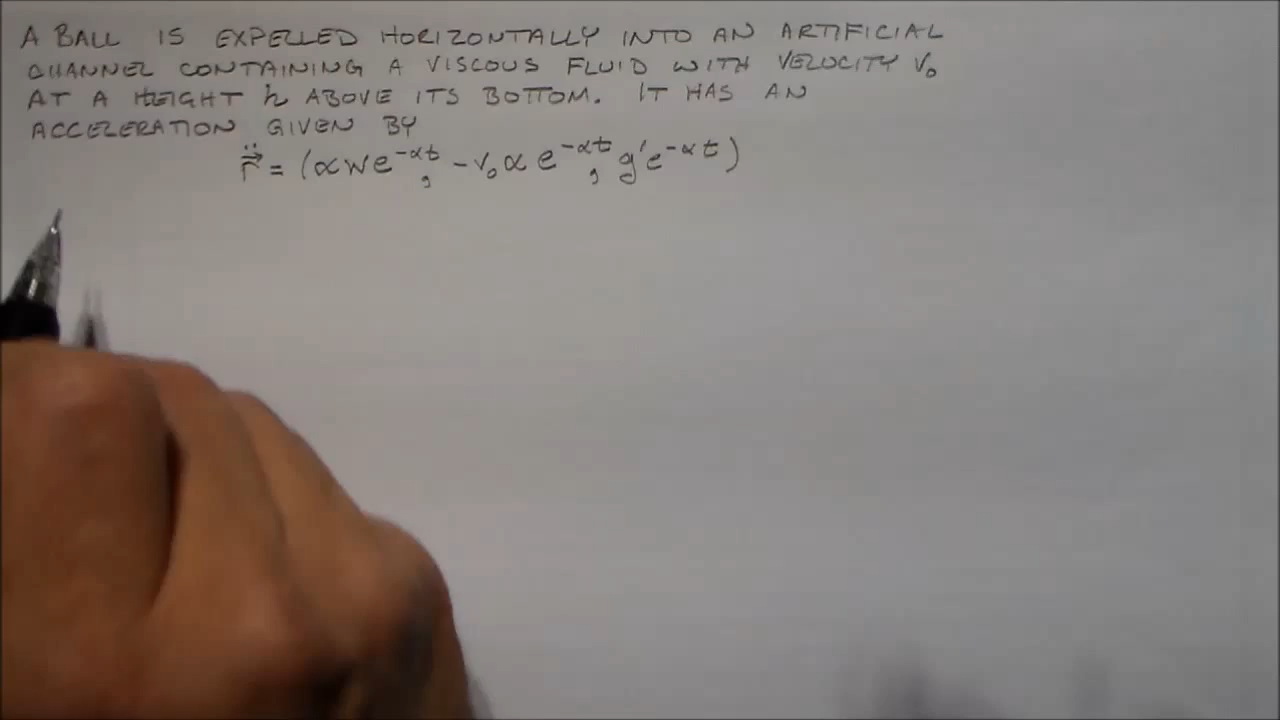 A BALL IS EXPELLED HORIZONTALLY INTO AN ARTIFICIAL
CHANNEL CONTAINING A VISCOUS FLUID WITH VELOCITY V₀
AT A HEIGHT h ABOVE ITS BOTTOM. IT HAS AN
ACCELERATION GIVEN BY
r⃗̈ = (αwe^{-αt}, -v₀αe^{-αt}, g'e^{-αt})